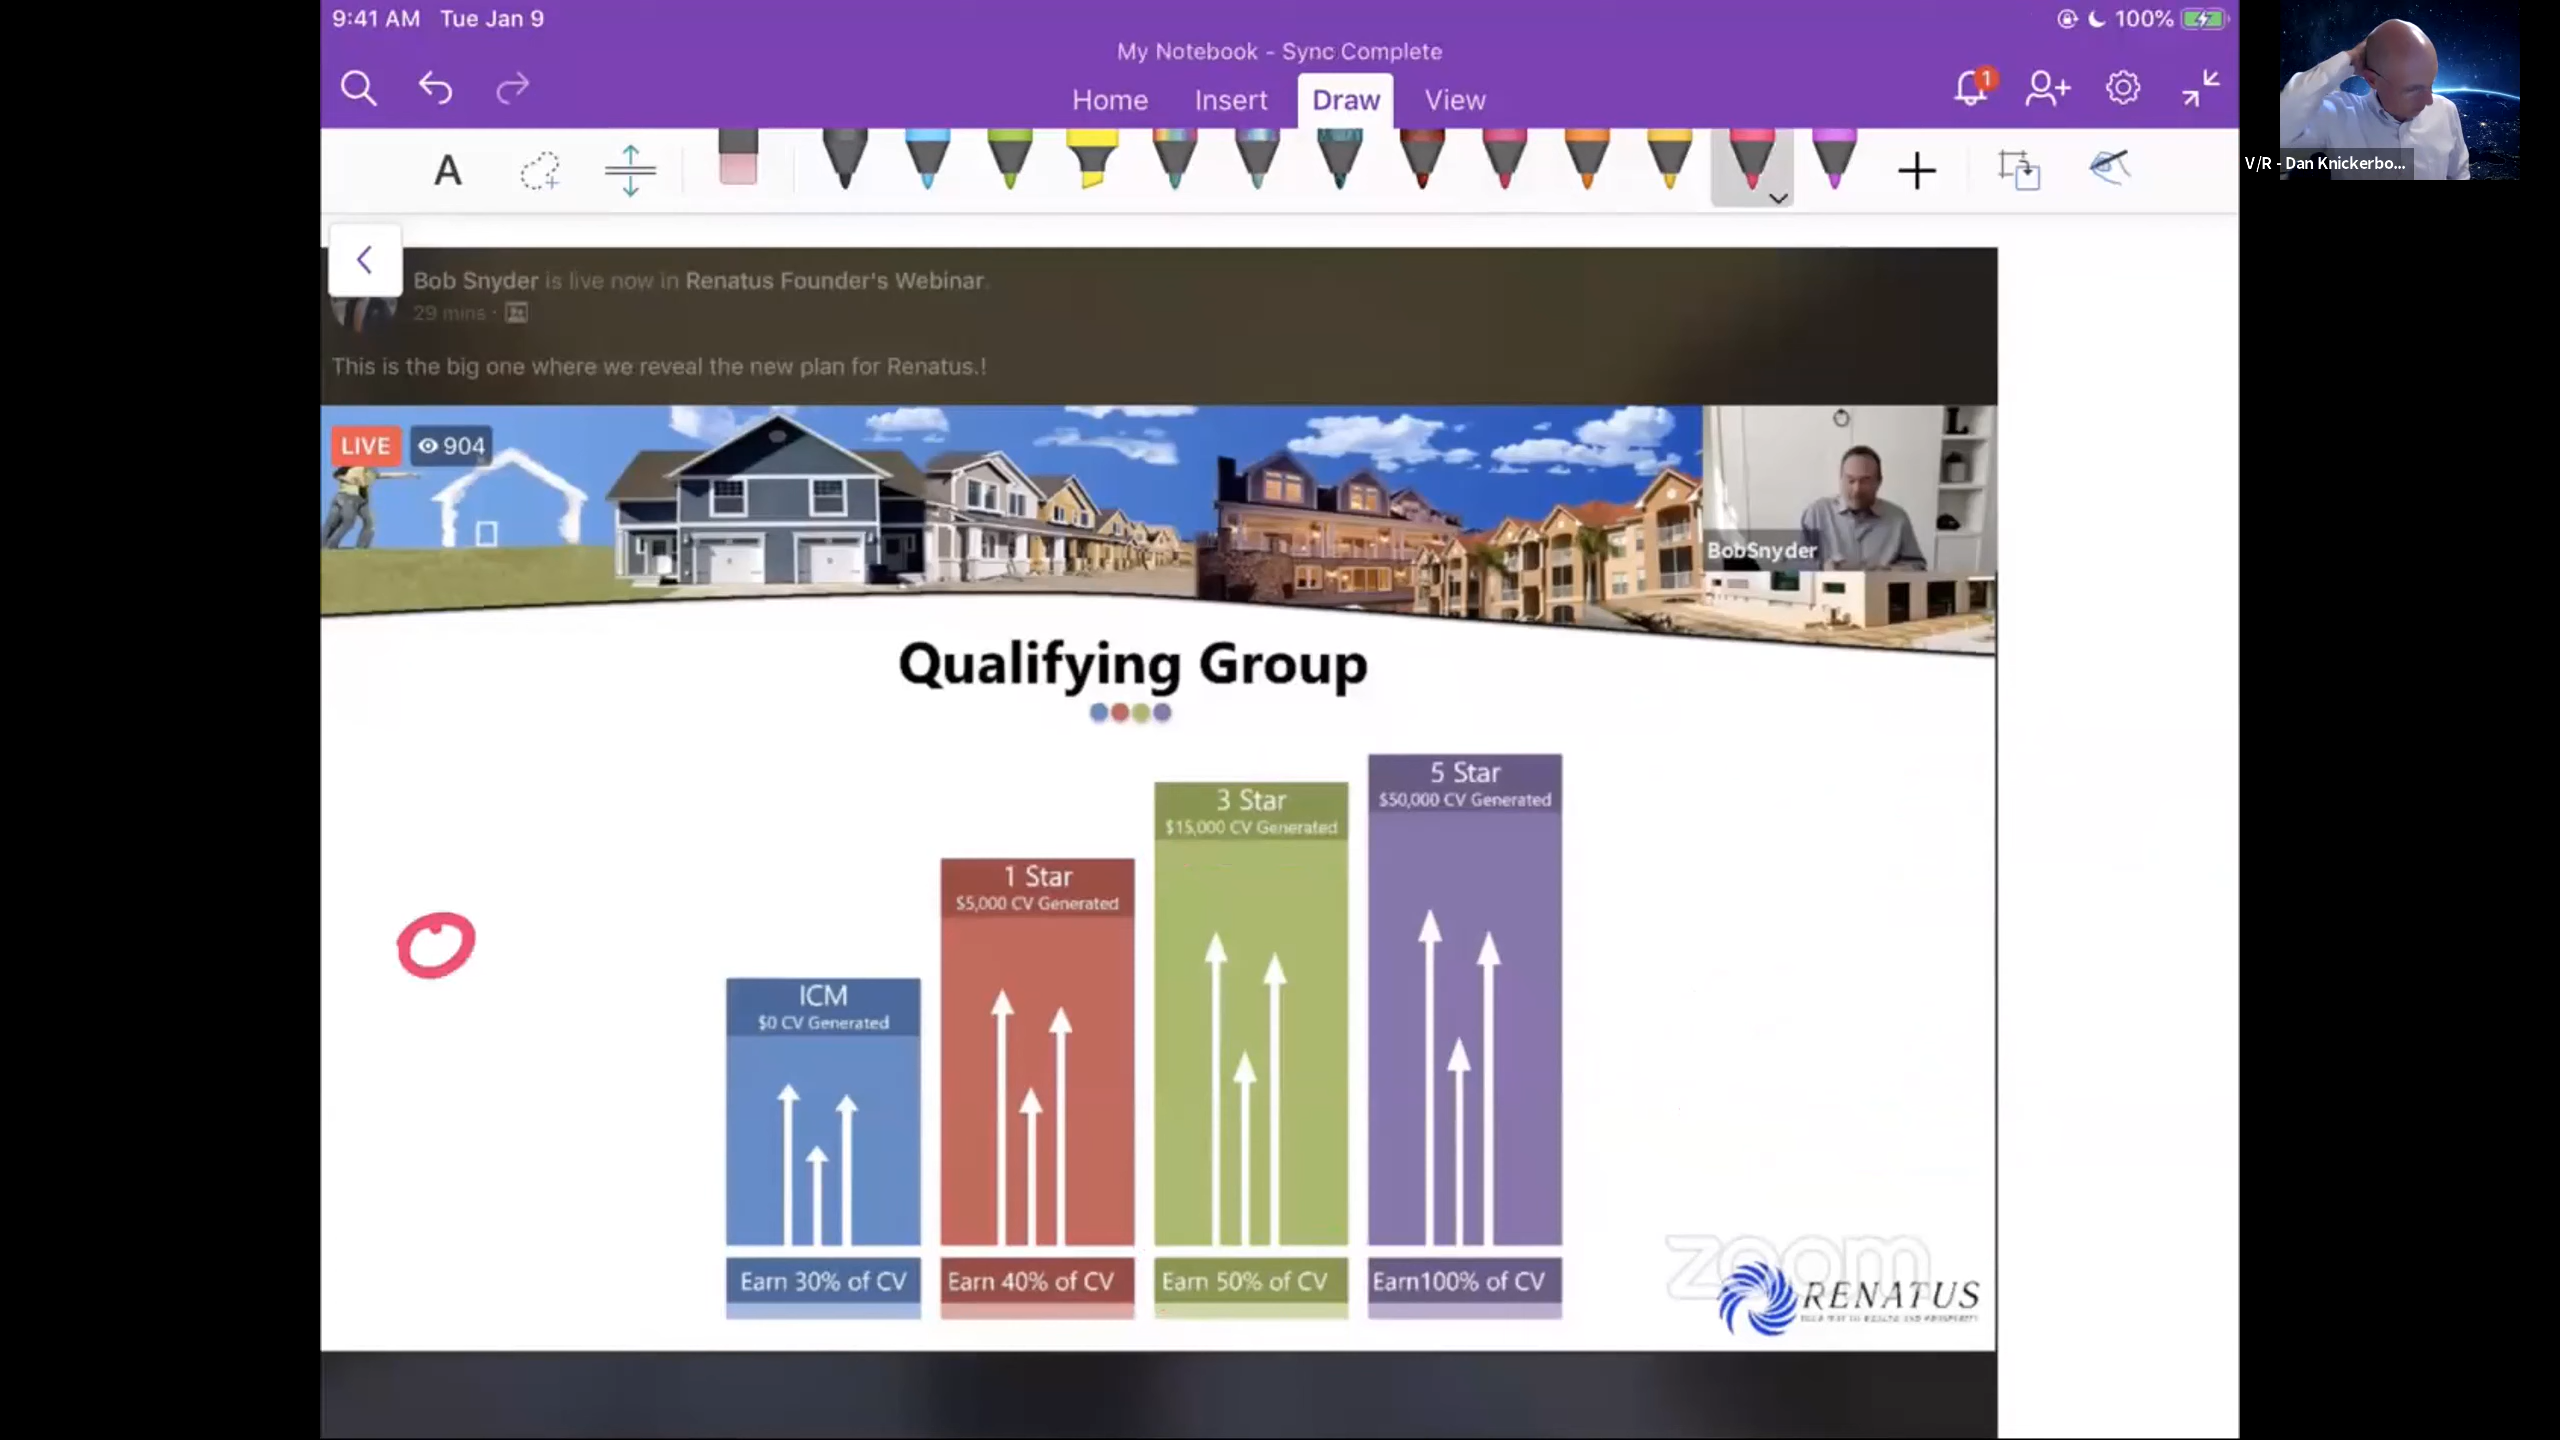 9:41 AM Tue Jan 9
100%
My Notebook - Sync Complete
Home Insert Draw View
1
A
V/R - Dan Knickerbo...
Bob Snyder is live now in Renatus Founder's Webinar.
29 mins ·
This is the big one where we reveal the new plan for Renatus.!
LIVE 904
BobSnyder
Qualifying Group
ICM
$0 CV Generated
Earn 30% of CV
1 Star
$5,000 CV Generated
Earn 40% of CV
3 Star
$15,000 CV Generated
Earn 50% of CV
5 Star
$50,000 CV Generated
Earn100% of CV
zoom
RENATUS